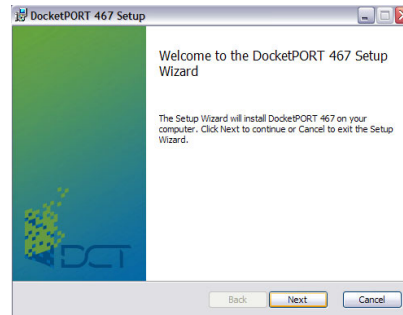 DocketPORT 467 Setup
Welcome to the DocketPORT 467 Setup
Wizard
The Setup Wizard will install DocketPORT 467 on your
computer. Click Next to continue or Cancel to exit the Setup
Wizard.
DCT
Back Next Cancel